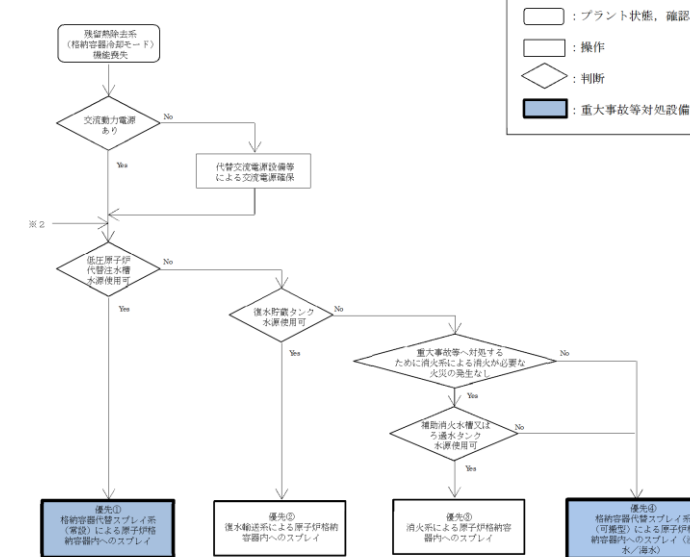 ：プラント状態，確認
：操作
：判断
：重大事故等対処設備
残留熱除去系
（格納容器冷却モード）
機能喪失
交流動力電源
あり
No
Yes
代替交流電源設備等
による交流電源確保
※２
低圧原子炉
代替注水槽
水源使用可
No
Yes
復水貯蔵タンク
水源使用可
No
Yes
重大事故等へ対処する
ために消火系による消火が必要な
火災の発生なし
No
Yes
補助消火水槽又は
ろ過水タンク
水源使用可
No
Yes
優先①
格納容器代替スプレイ系
（常設）による原子炉格
納容器内へのスプレイ
優先②
復水輸送系による原子炉格納
容器内へのスプレイ
優先③
消火系による原子炉格納容
器内へのスプレイ
優先④
格納容器代替スプレイ系
（可搬型）による原子炉格
納容器内へのスプレイ（
水／海水）